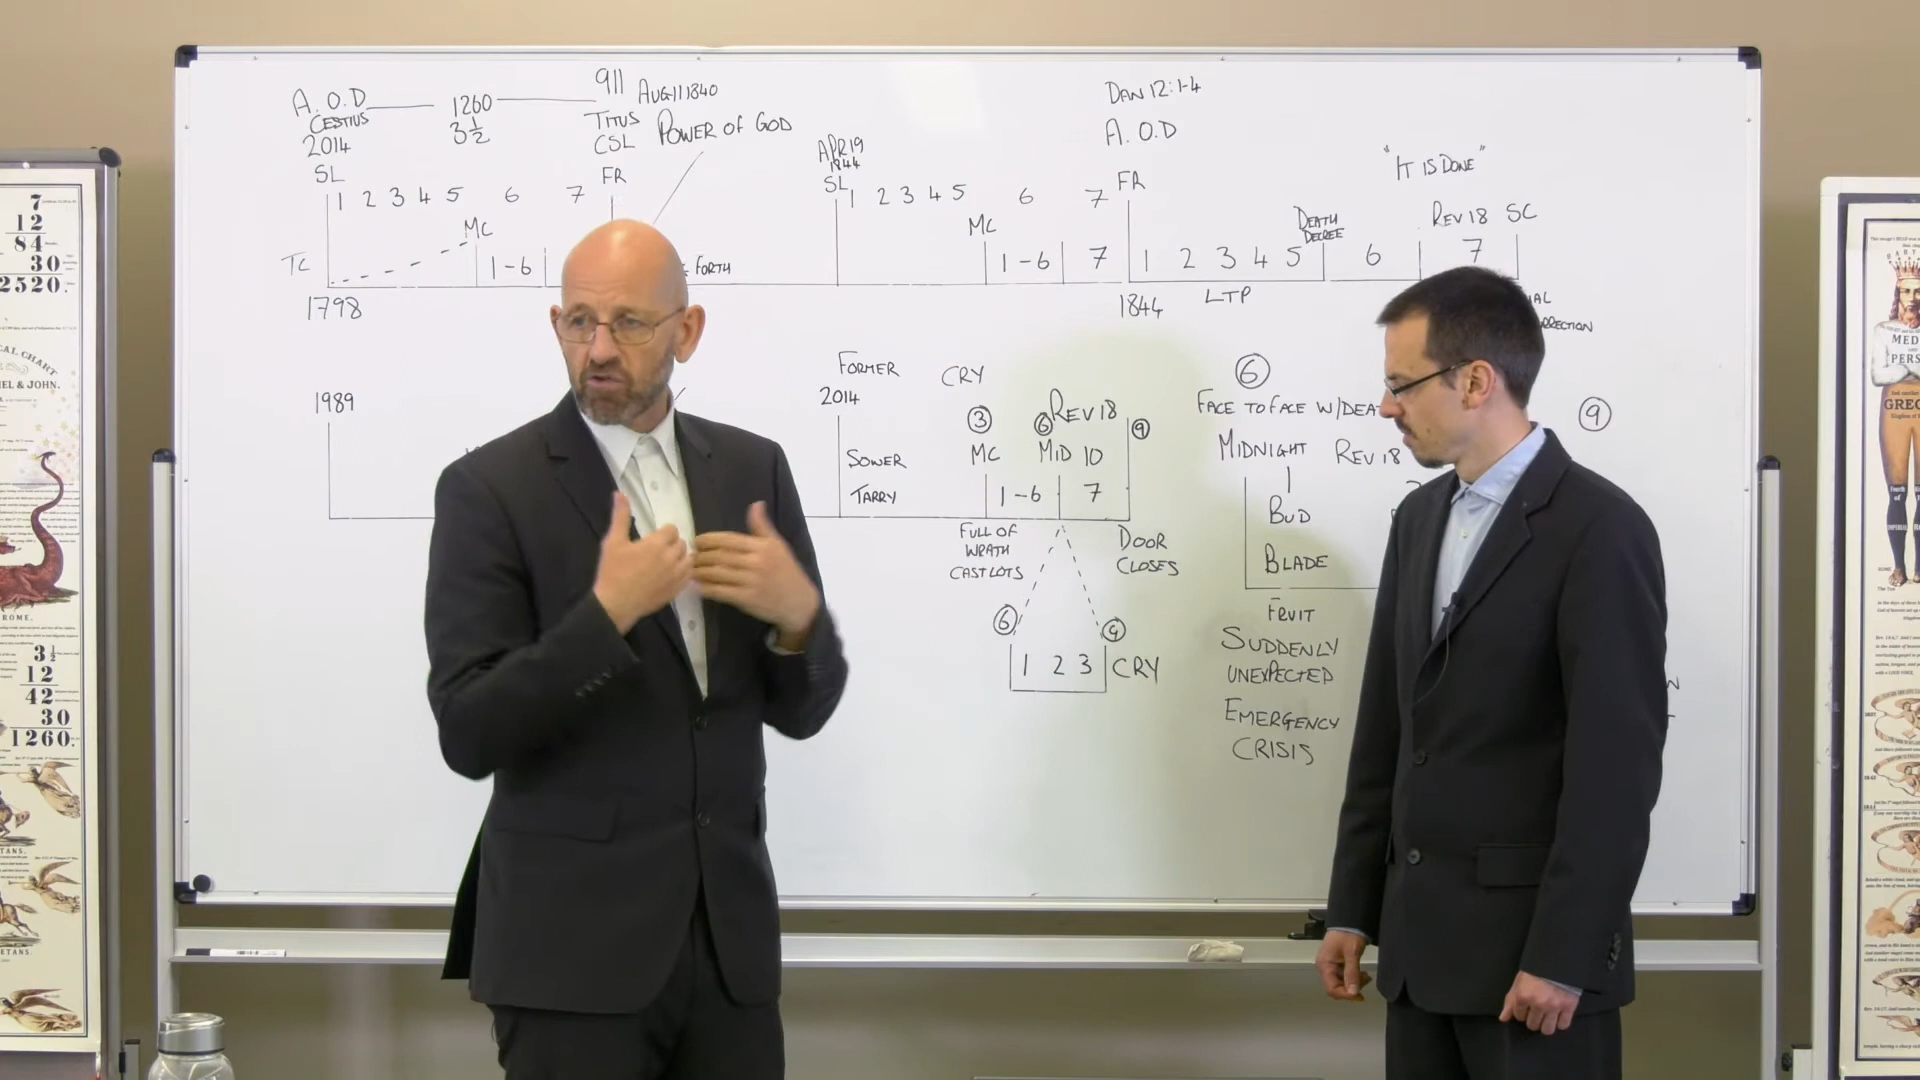 A.O.D 1260 911 AUG 11 1840
CESTIUS 3½ TITUS POWER OF GOD
2014 CSL
SL 1 2 3 4 5 6 7 FR
MC
TC 1-6 FORTH
1798
DAN 12:1-4
A.O.D
APR 19
1844
SL 1 2 3 4 5 6 7 FR
MC
1-6 7
"IT IS DONE"
DEATH
DECREE
REV 18 SC
1 2 3 4 5 6 7
1844 LTP
1989
FORMER CRY
2014
③ ⑥ REV 18 ⑨
SOWER MC MID 10
TARRY 1-6 7
FULL OF
WRATH
CAST LOTS
DOOR
CLOSES
⑥ ⑨
1 2 3 CRY
⑥ ⑨
FACE TO FACE W/DEA
MIDNIGHT REV 18
BUD
BLADE
FRUIT
SUDDENLY
UNEXPECTED
EMERGENCY
CRISIS
7
12
84
30
2520.
CAL CHART
IEL & JOHN.
ROME.
3½
12
42
30
1260.
MED
PERS
GREC